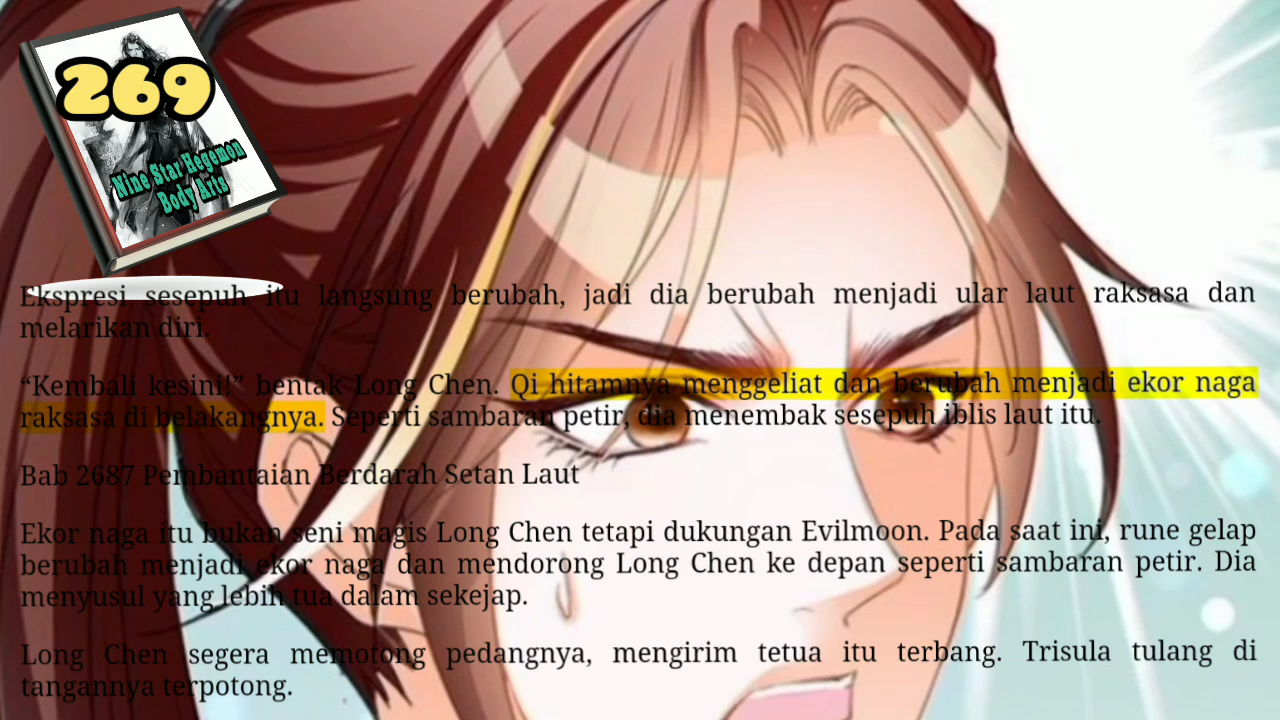 269
Nine Star Hegemon
Body Arts
Ekspresi sesepuh itu langsung berubah, jadi dia berubah menjadi ular laut raksasa dan
melarikan diri.
“Kembali kesini!” bentak Long Chen. Qi hitamnya menggeliat dan berubah menjadi ekor naga
raksasa di belakangnya. Seperti sambaran petir, dia menembak sesepuh iblis laut itu.
Bab 2687 Pembantaian Berdarah Setan Laut
Ekor naga itu bukan seni magis Long Chen tetapi dukungan Evilmoon. Pada saat ini, rune gelap
berubah menjadi ekor naga dan mendorong Long Chen ke depan seperti sambaran petir. Dia
menyusul yang lebih tua dalam sekejap.
Long Chen segera memotong pedangnya, mengirim tetua itu terbang. Trisula tulang di
tangannya terpotong.